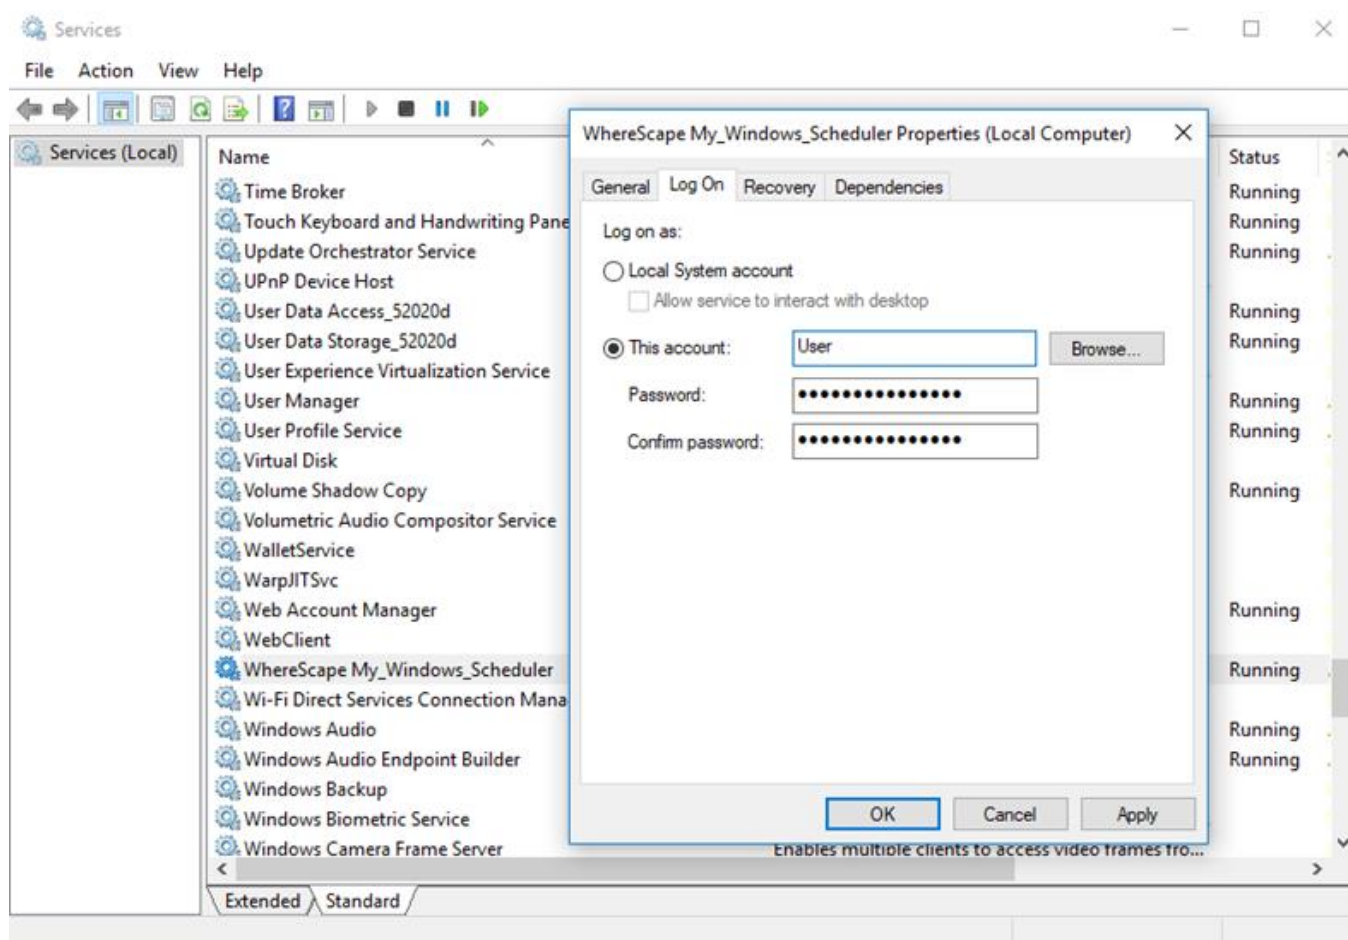 Services
File Action View Help
Services (Local)
Name
Status
Time Broker
Running
Touch Keyboard and Handwriting Pane
Running
Update Orchestrator Service
Running
UPnP Device Host
User Data Access_52020d
Running
User Data Storage_52020d
Running
User Experience Virtualization Service
User Manager
Running
User Profile Service
Running
Virtual Disk
Volume Shadow Copy
Running
Volumetric Audio Compositor Service
WalletService
WarpJITSvc
Web Account Manager
Running
WebClient
WhereScape My_Windows_Scheduler
Running
Wi-Fi Direct Services Connection Mana
Windows Audio
Running
Windows Audio Endpoint Builder
Running
Windows Backup
Windows Biometric Service
Windows Camera Frame Server
Enables multiple clients to access video frames fro...
Extended Standard
WhereScape My_Windows_Scheduler Properties (Local Computer)
General Log On Recovery Dependencies
Log on as:
Local System account
Allow service to interact with desktop
This account: User Browse...
Password: •••••••••••••••
Confirm password: •••••••••••••••
OK Cancel Apply